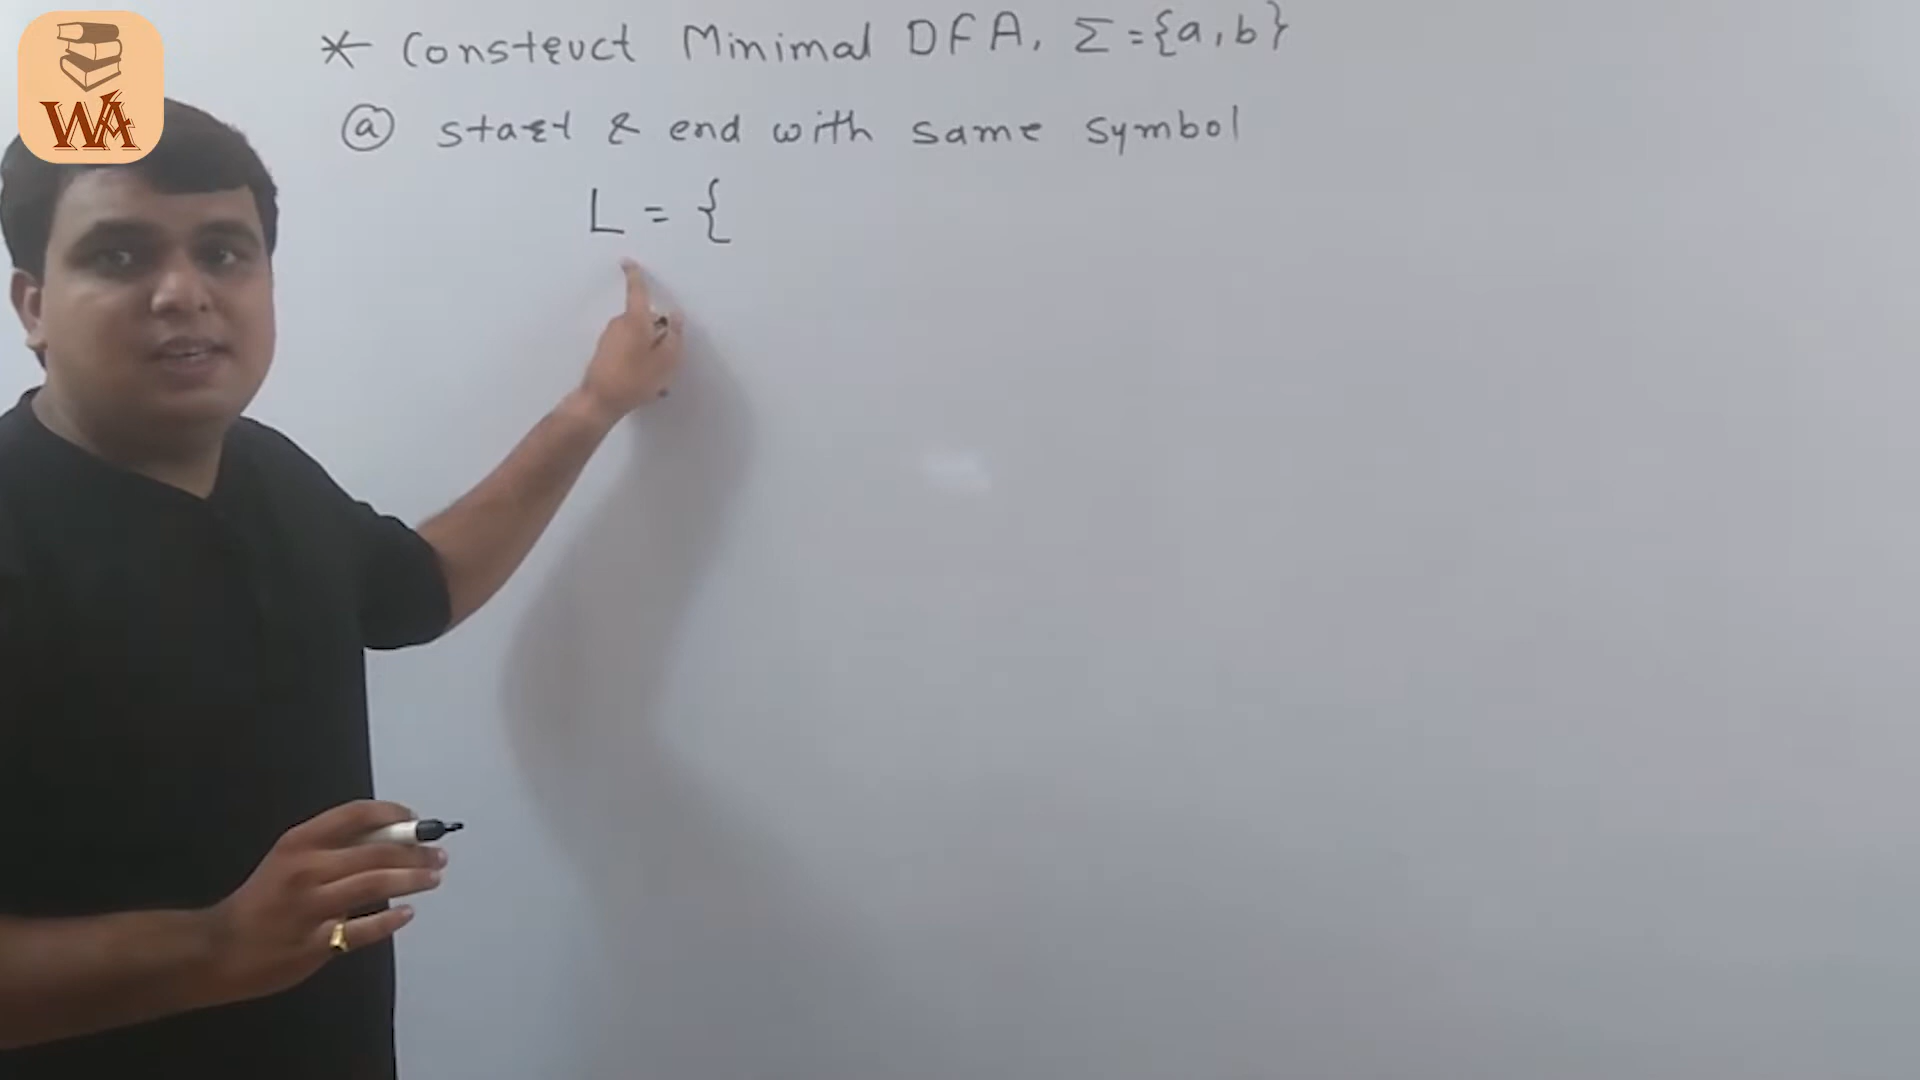 WA
* Construct Minimal DFA, Σ={a,b}
ⓐ start & end with same symbol
L = {